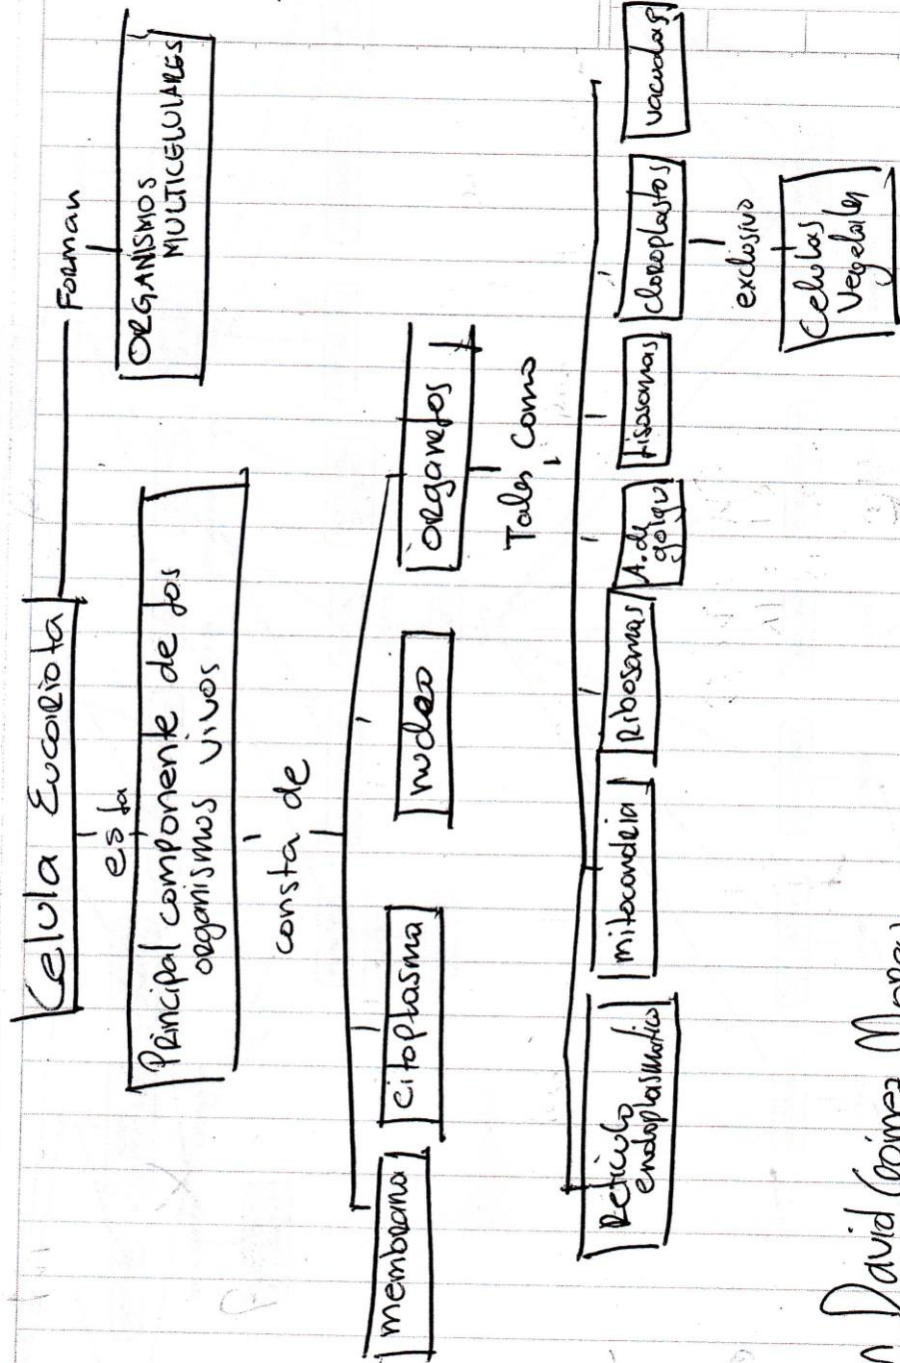 Celula Eucariota
Forman
ORGANISMOS
MULTICELULARES
es la
Principal componente de los
organismos vivos
consta de
membrana
citoplasma
nucleo
organelos
Tales como
Reticulo
endoplasmatico
mitocondria
Ribosomas
A. de
golgi
Lisosomas
cloroplastos
vacuolas
exclusivo
Celulas
Vegetales
David Gómez